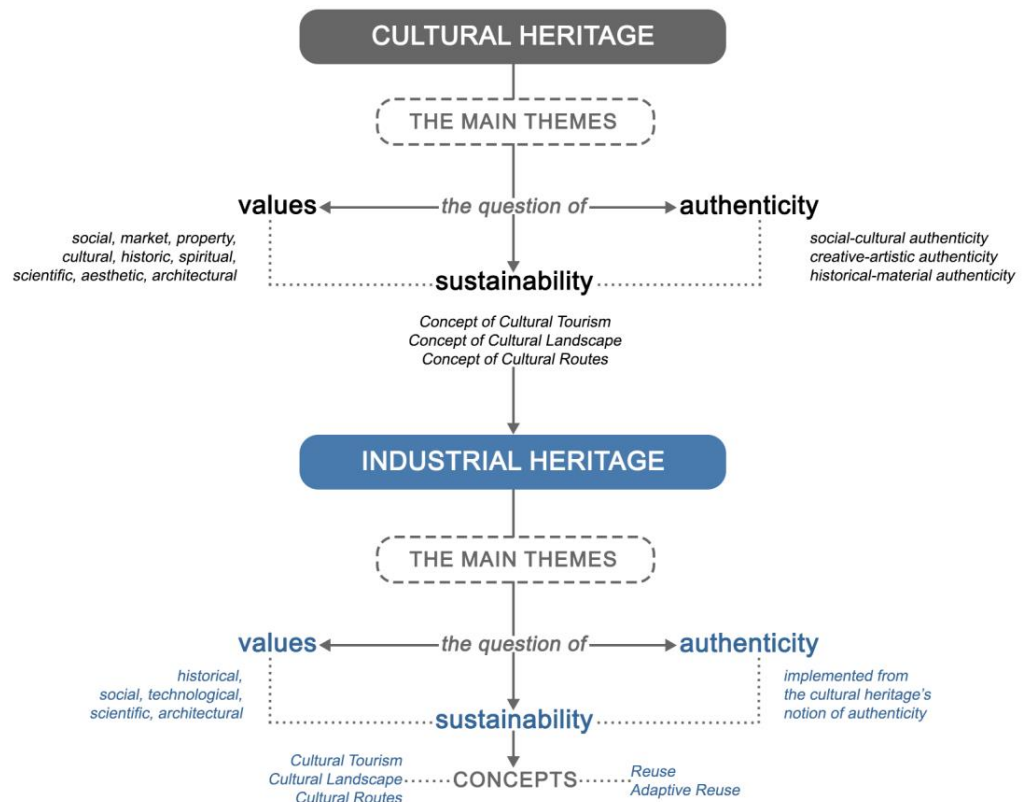 CULTURAL HERITAGE
THE MAIN THEMES
values
the question of
authenticity
social, market, property,
cultural, historic, spiritual,
scientific, aesthetic, architectural
social-cultural authenticity
creative-artistic authenticity
historical-material authenticity
sustainability
Concept of Cultural Tourism
Concept of Cultural Landscape
Concept of Cultural Routes
INDUSTRIAL HERITAGE
THE MAIN THEMES
values
the question of
authenticity
historical,
social, technological,
scientific, architectural
implemented from
the cultural heritage's
notion of authenticity
sustainability
Cultural Tourism
Cultural Landscape
Cultural Routes
CONCEPTS
Reuse
Adaptive Reuse